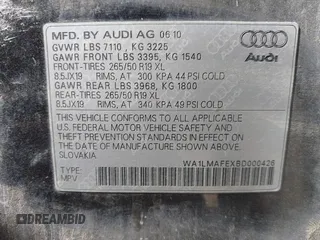 MFD. BY AUDI AG 06.10
GVWR LBS 7110 , KG 3225
GAWR FRONT LBS 3395, KG 1540
FRONT-TIRES 265/50 R19 XL
8.5JX19 RIMS, AT 300 KPA 44 PSI COLD
GAWR REAR LBS 3968, KG 1800
REAR-TIRES 265/50 R19 XL
8.5JX19 RIMS, AT 340 KPA 49 PSI COLD
Audi
THIS VEHICLE CONFORMS TO ALL APPLICABLE
U.S. FEDERAL MOTOR VEHICLE SAFETY AND
THEFT PREVENTION STANDARDS IN EFFECT ON
THE DATE OF MANUFACTURE SHOWN ABOVE.
SLOVAKIA
WA1LMAFEXBD000426
TYPE:
MPV
DREAMBID